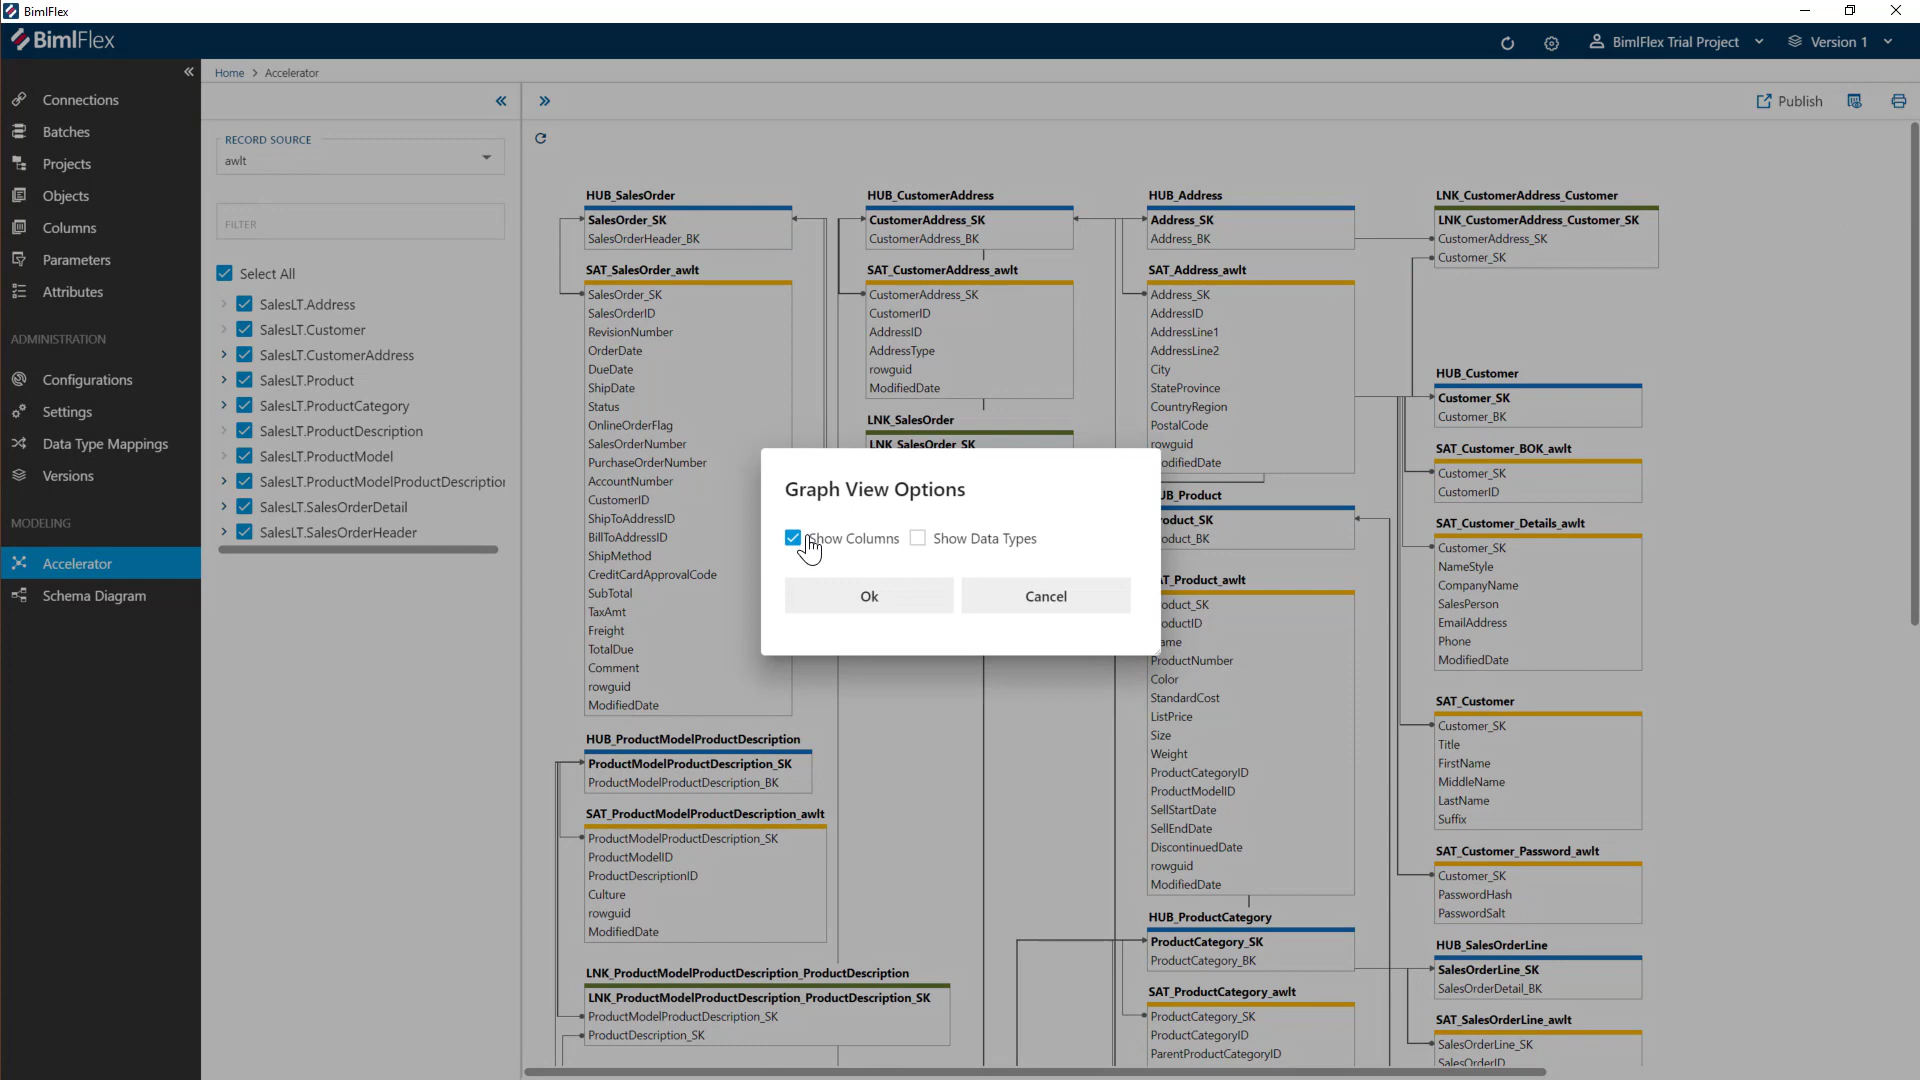 BimlFlex
BimlFlex
BimlFlex Trial Project
Version 1
Connections
Batches
Projects
Objects
Columns
Parameters
Attributes
ADMINISTRATION
Configurations
Settings
Data Type Mappings
Versions
MODELING
Accelerator
Schema Diagram
Home > Accelerator
RECORD SOURCE
awlt
FILTER
Select All
SalesLT.Address
SalesLT.Customer
SalesLT.CustomerAddress
SalesLT.Product
SalesLT.ProductCategory
SalesLT.ProductDescription
SalesLT.ProductModel
SalesLT.ProductModelProductDescription
SalesLT.SalesOrderDetail
SalesLT.SalesOrderHeader
Publish
HUB_SalesOrder
SalesOrder_SK
SalesOrderHeader_BK
SAT_SalesOrder_awlt
SalesOrder_SK
SalesOrderID
RevisionNumber
OrderDate
DueDate
ShipDate
Status
OnlineOrderFlag
SalesOrderNumber
PurchaseOrderNumber
AccountNumber
CustomerID
ShipToAddressID
BillToAddressID
ShipMethod
CreditCardApprovalCode
SubTotal
TaxAmt
Freight
TotalDue
Comment
rowguid
ModifiedDate
HUB_ProductModelProductDescription
ProductModelProductDescription_SK
ProductModelProductDescription_BK
SAT_ProductModelProductDescription_awlt
ProductModelProductDescription_SK
ProductModelID
ProductDescriptionID
Culture
rowguid
ModifiedDate
LNK_ProductModelProductDescription_ProductDescription
LNK_ProductModelProductDescription_ProductDescription_SK
ProductModelProductDescription_SK
ProductDescription_SK
HUB_CustomerAddress
CustomerAddress_SK
CustomerAddress_BK
SAT_CustomerAddress_awlt
CustomerAddress_SK
CustomerID
AddressID
AddressType
rowguid
ModifiedDate
LNK_SalesOrder
LNK_SalesOrder_SK
Graph View Options
Show Columns
Show Data Types
Ok
Cancel
HUB_Address
Address_SK
Address_BK
SAT_Address_awlt
Address_SK
AddressID
AddressLine1
AddressLine2
City
StateProvince
CountryRegion
PostalCode
rowguid
odifiedDate
UB_Product
oduct_SK
oduct_BK
AT_Product_awlt
oduct_SK
oductID
ame
ProductNumber
Color
StandardCost
ListPrice
Size
Weight
ProductCategoryID
ProductModelID
SellStartDate
SellEndDate
DiscontinuedDate
rowguid
ModifiedDate
HUB_ProductCategory
ProductCategory_SK
ProductCategory_BK
SAT_ProductCategory_awlt
ProductCategory_SK
ProductCategoryID
ParentProductCategoryID
LNK_CustomerAddress_Customer
LNK_CustomerAddress_Customer_SK
CustomerAddress_SK
Customer_SK
HUB_Customer
Customer_SK
Customer_BK
SAT_Customer_BOK_awlt
Customer_SK
CustomerID
SAT_Customer_Details_awlt
Customer_SK
NameStyle
CompanyName
SalesPerson
EmailAddress
Phone
ModifiedDate
SAT_Customer
Customer_SK
Title
FirstName
MiddleName
LastName
Suffix
SAT_Customer_Password_awlt
Customer_SK
PasswordHash
PasswordSalt
HUB_SalesOrderLine
SalesOrderLine_SK
SalesOrderDetail_BK
SAT_SalesOrderLine_awlt
SalesOrderLine_SK
SalesOrderID